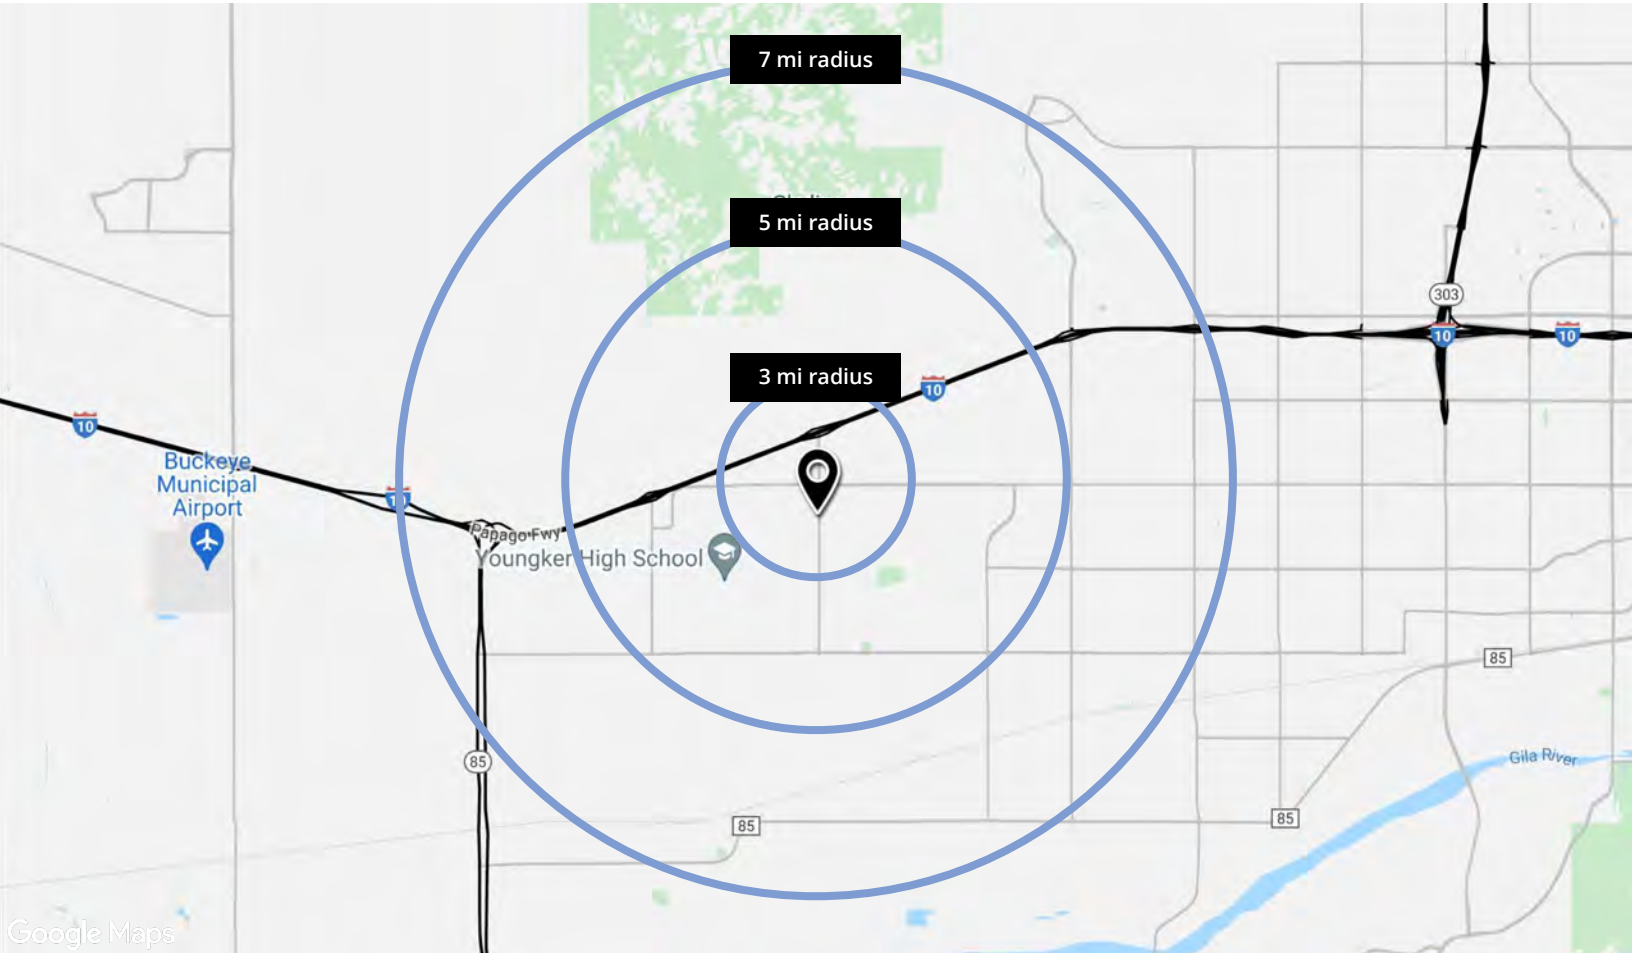 7 mi radius
5 mi radius
3 mi radius
303
10
10
10
10
Buckeye
Municipal
Airport
10
Papago Fwy
Youngker High School
85
85
Gila River
85
85
Google Maps